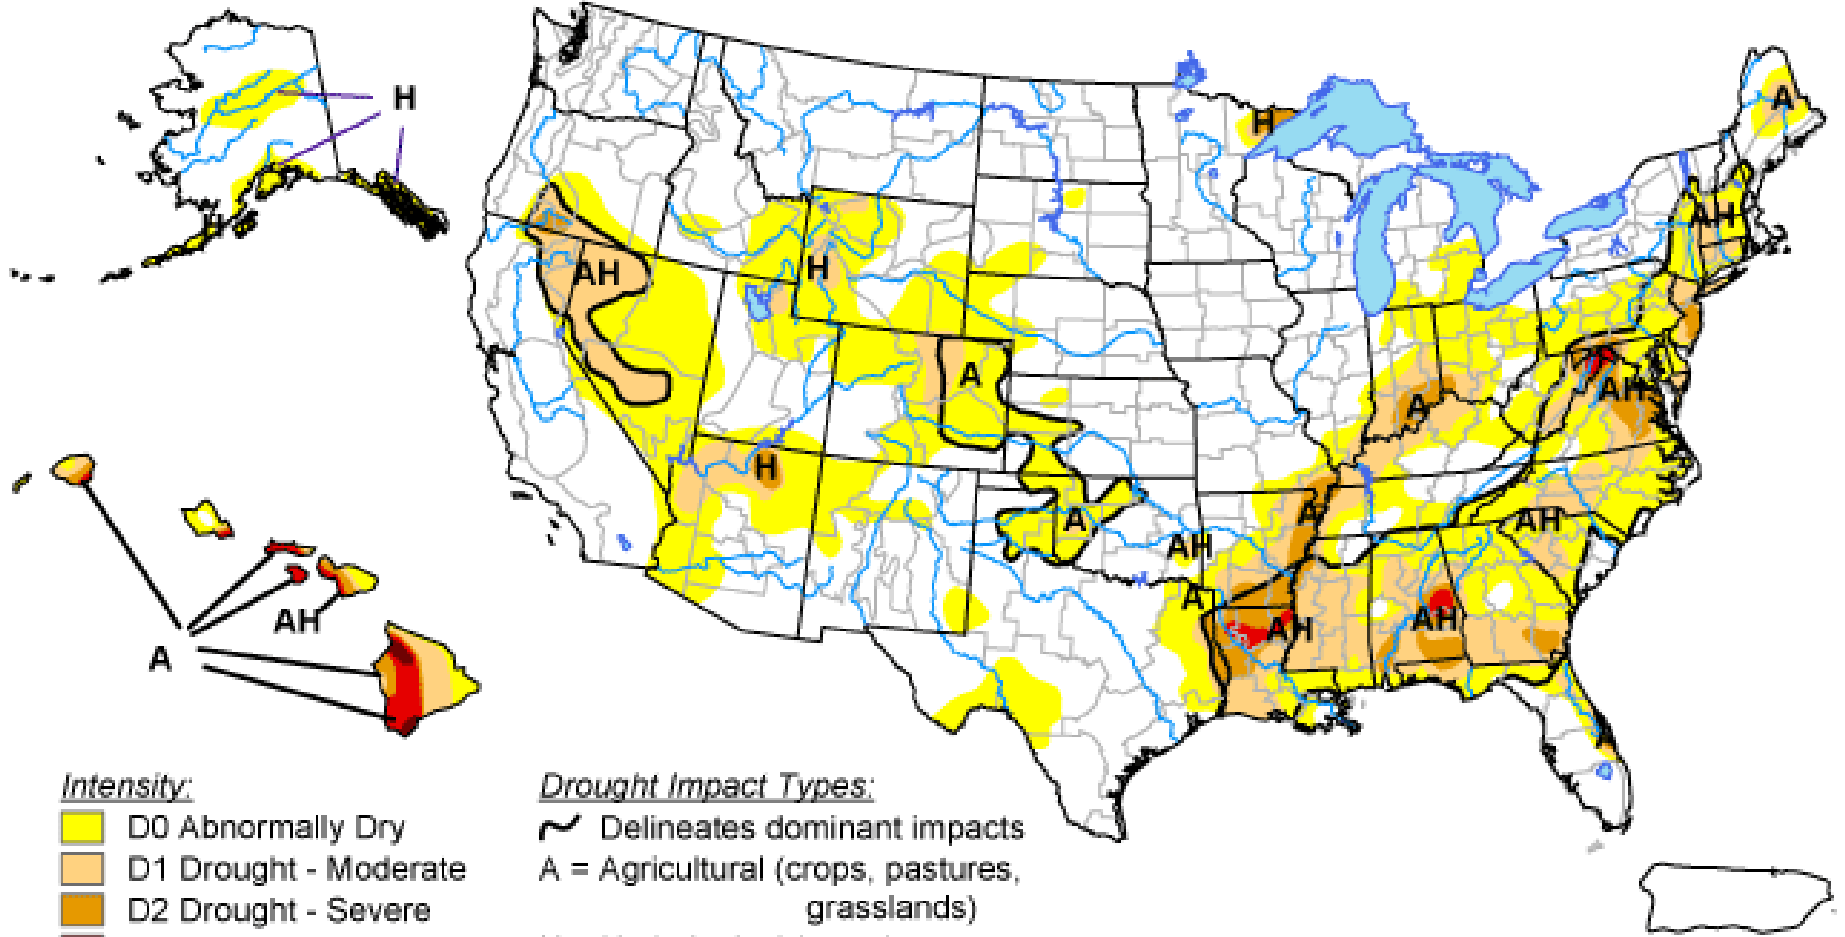 H
H
A
AH
AH
H
A
A
H
AH
A
A
AH
A
AH
A
AH
AH
AH
A
A
AH
A
Intensity:
D0 Abnormally Dry
D1 Drought - Moderate
D2 Drought - Severe
Drought Impact Types:
Delineates dominant impacts
A = Agricultural (crops, pastures,
grasslands)